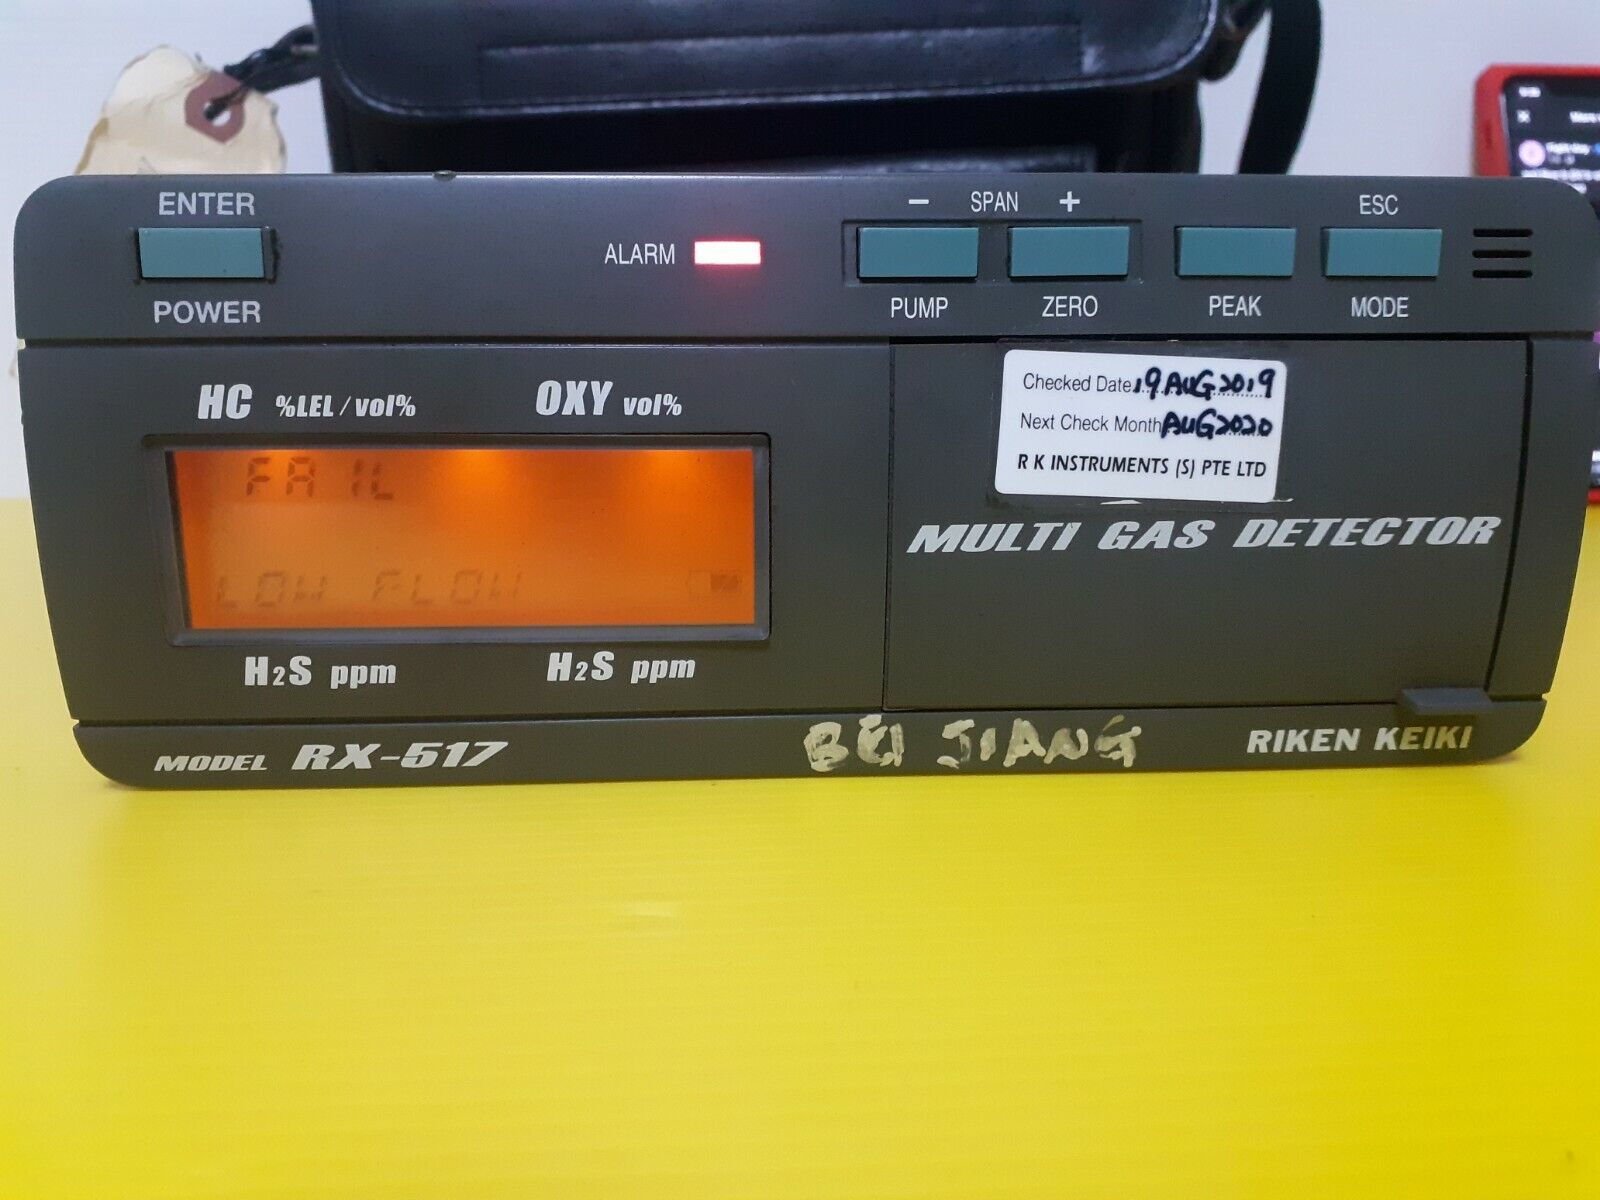 ENTER
POWER
ALARM
− SPAN +
ESC
PUMP
ZERO
PEAK
MODE
HC %LEL/vol%
OXY vol%
FAIL
LOW FLOW
H2S ppm
H2S ppm
Checked Date 19 AUG 2019
Next Check Month AUG 2020
R K INSTRUMENTS (S) PTE LTD
MULTI GAS DETECTOR
MODEL RX-517
BEI JIANG
RIKEN KEIKI